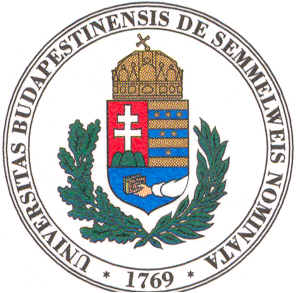 UNIVERSITAS BUDAPESTINENSIS DE SEMMELWEIS NOMINATA
* 1769 *